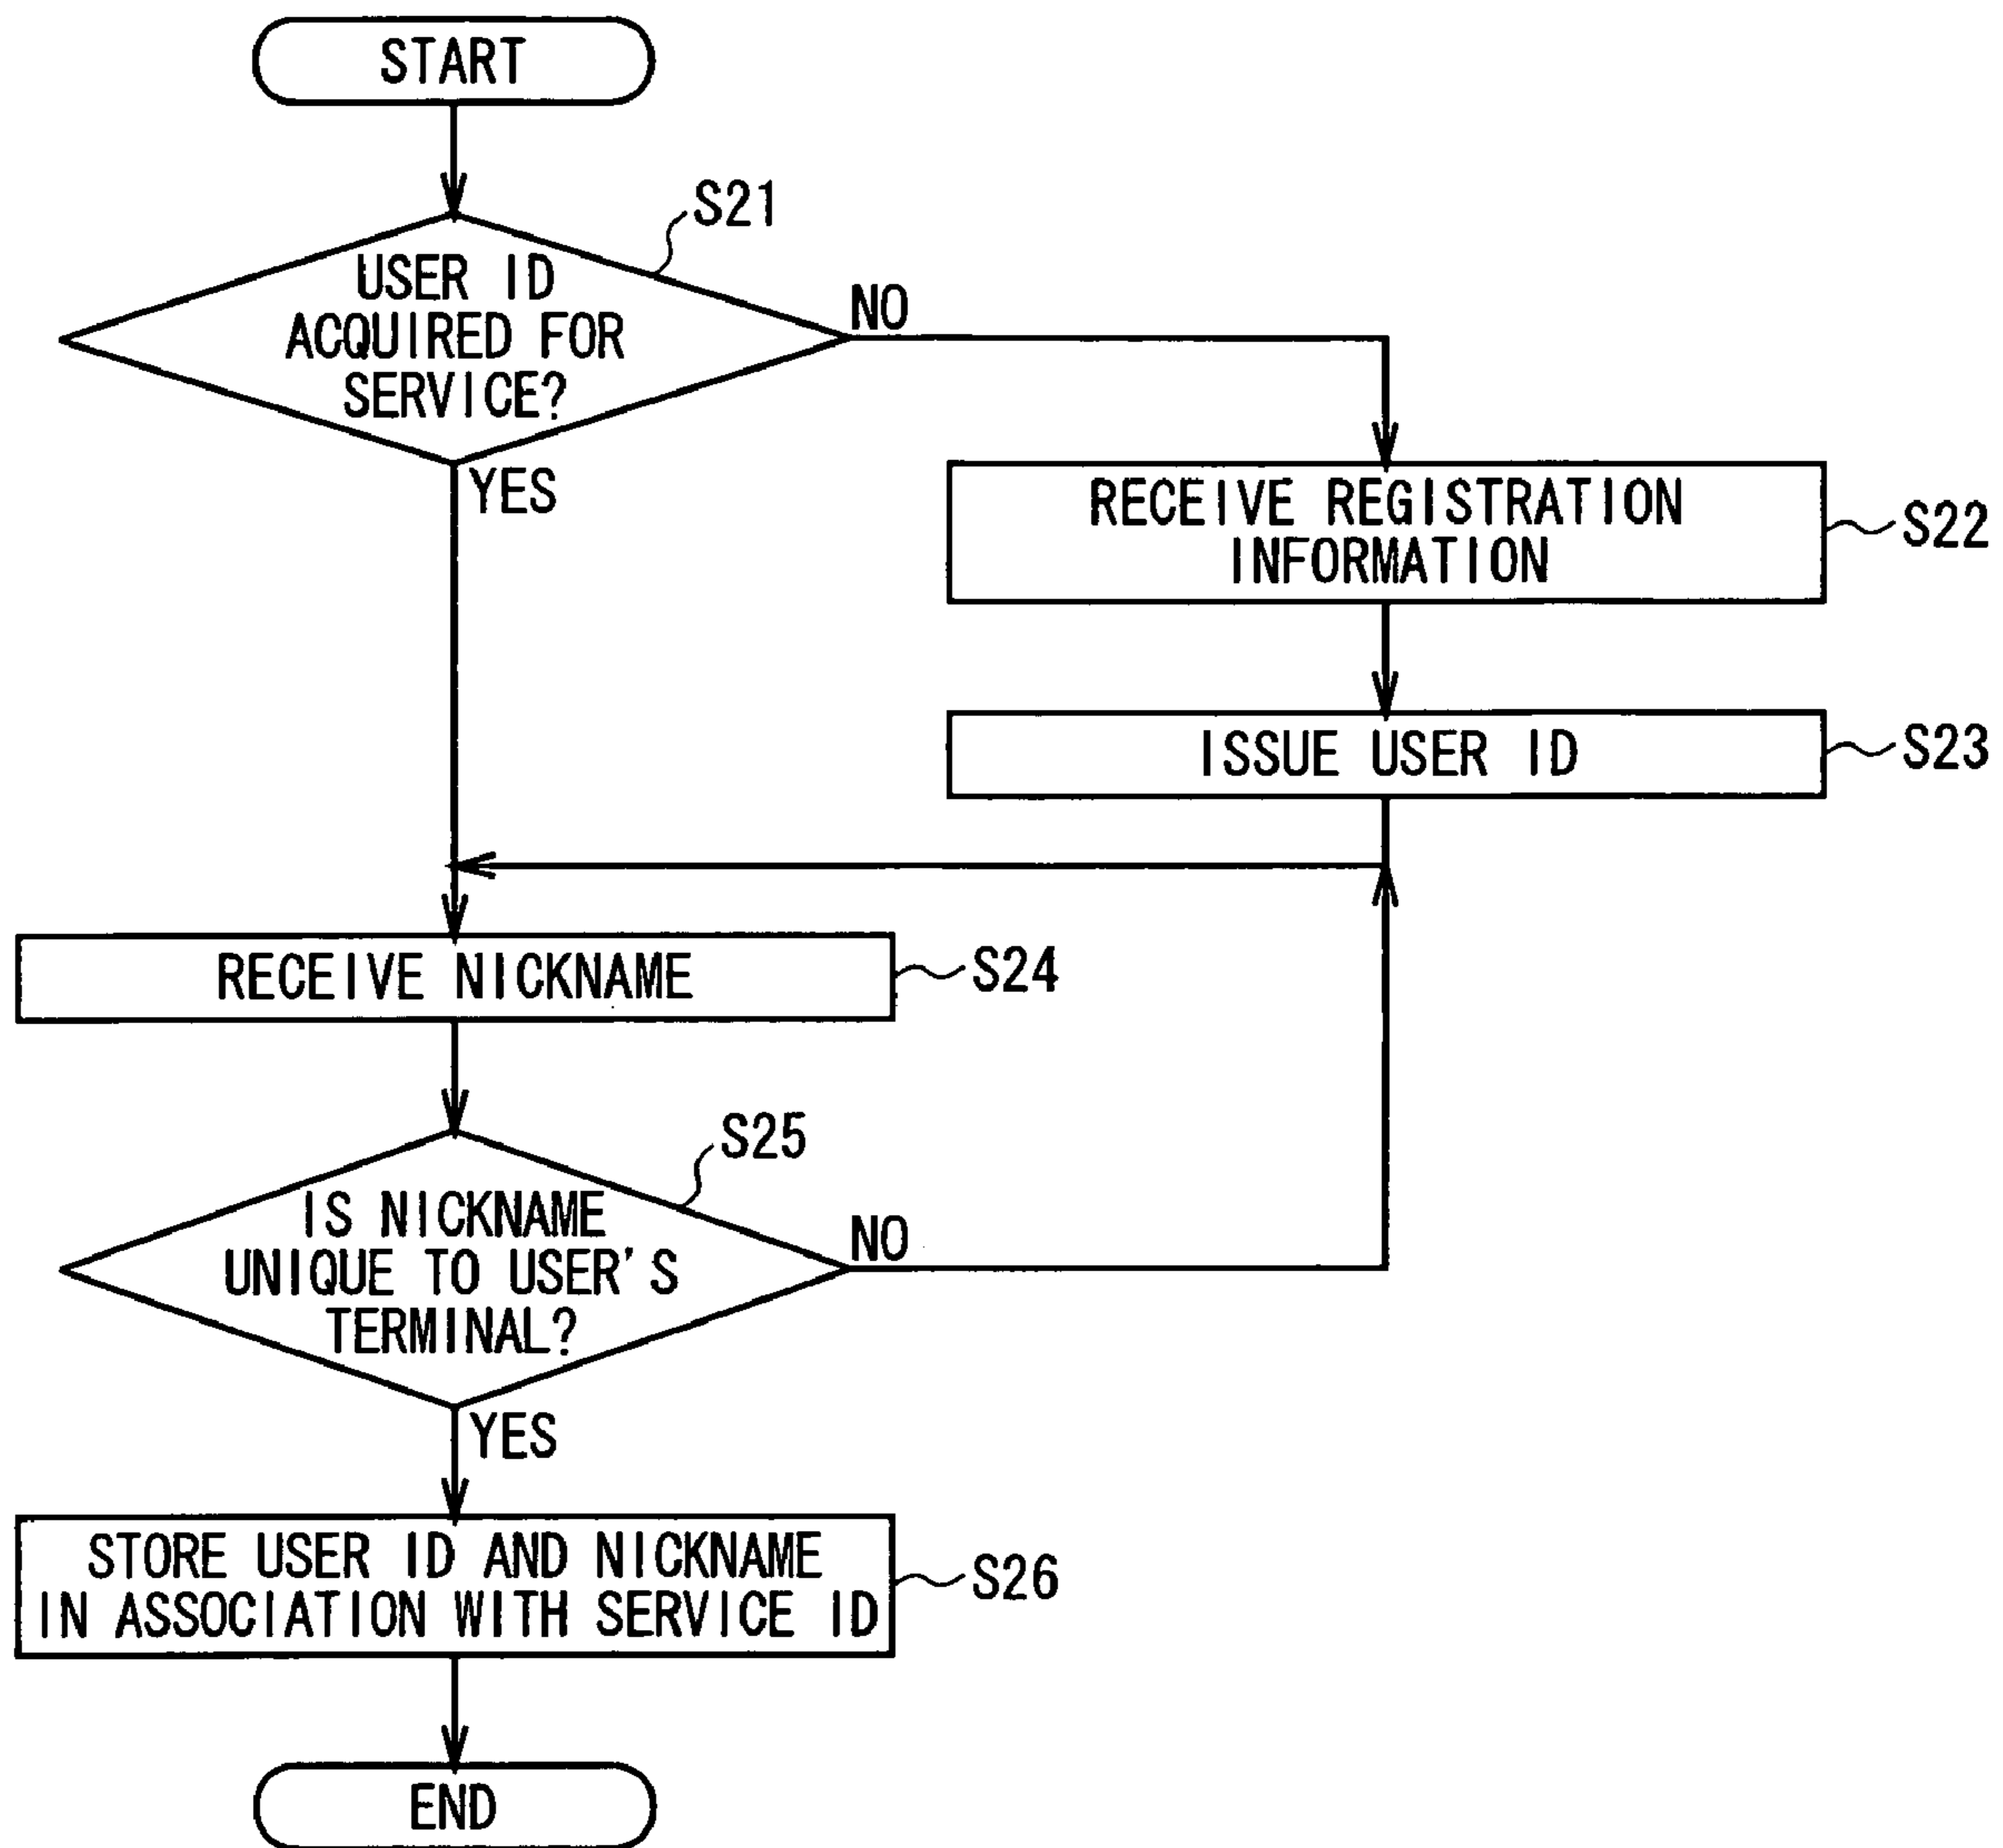 START
S21
USER ID
ACQUIRED FOR
SERVICE?
NO
YES
RECEIVE REGISTRATION
INFORMATION
S22
ISSUE USER ID
S23
RECEIVE NICKNAME
S24
S25
IS NICKNAME
UNIQUE TO USER'S
TERMINAL?
NO
YES
STORE USER ID AND NICKNAME
IN ASSOCIATION WITH SERVICE ID
S26
END